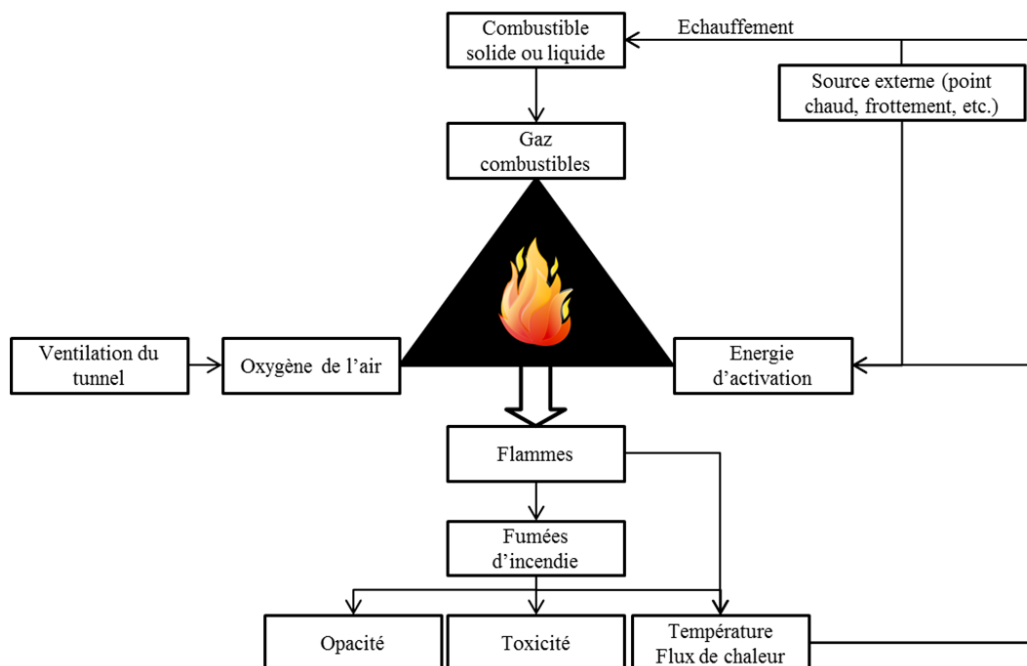 Combustible
solide ou liquide
Echauffement
Source externe (point
chaud, frottement, etc.)
Gaz
combustibles
Ventilation du
tunnel
Oxygène de l’air
Energie
d’activation
Flammes
Fumées
d’incendie
Opacité
Toxicité
Température
Flux de chaleur